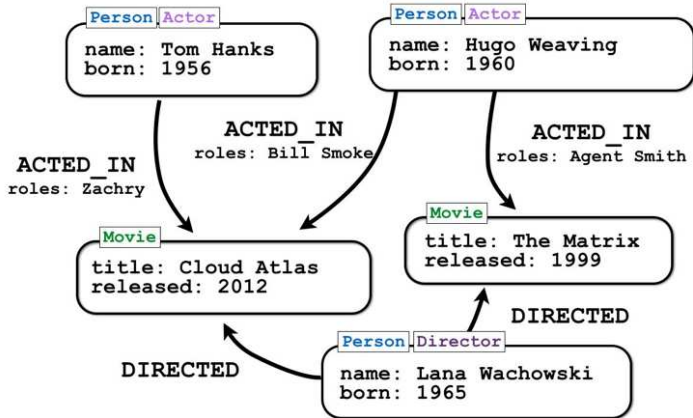 Person Actor
name: Tom Hanks
born: 1956
Person Actor
name: Hugo Weaving
born: 1960
ACTED_IN
roles: Zachry
ACTED_IN
roles: Bill Smoke
ACTED_IN
roles: Agent Smith
Movie
title: Cloud Atlas
released: 2012
Movie
title: The Matrix
released: 1999
DIRECTED
DIRECTED
Person Director
name: Lana Wachowski
born: 1965